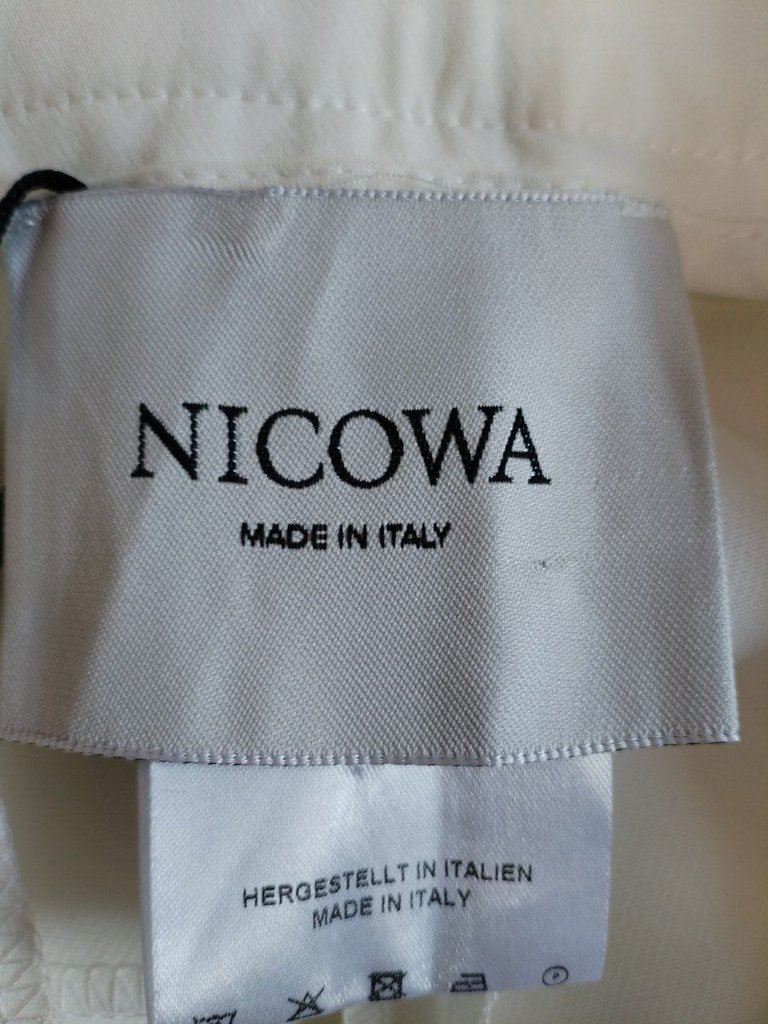 NICOWA
MADE IN ITALY
HERGESTELLT IN ITALIEN
MADE IN ITALY
P